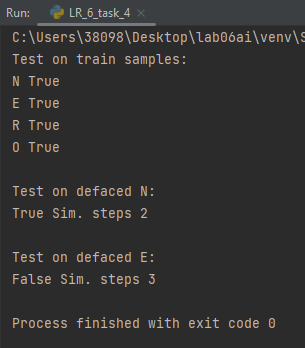 Run: LR_6_task_4
C:\Users\38098\Desktop\lab06ai\venv\S
Test on train samples:
N True
E True
R True
O True
Test on defaced N:
True Sim. steps 2
Test on defaced E:
False Sim. steps 3
Process finished with exit code 0